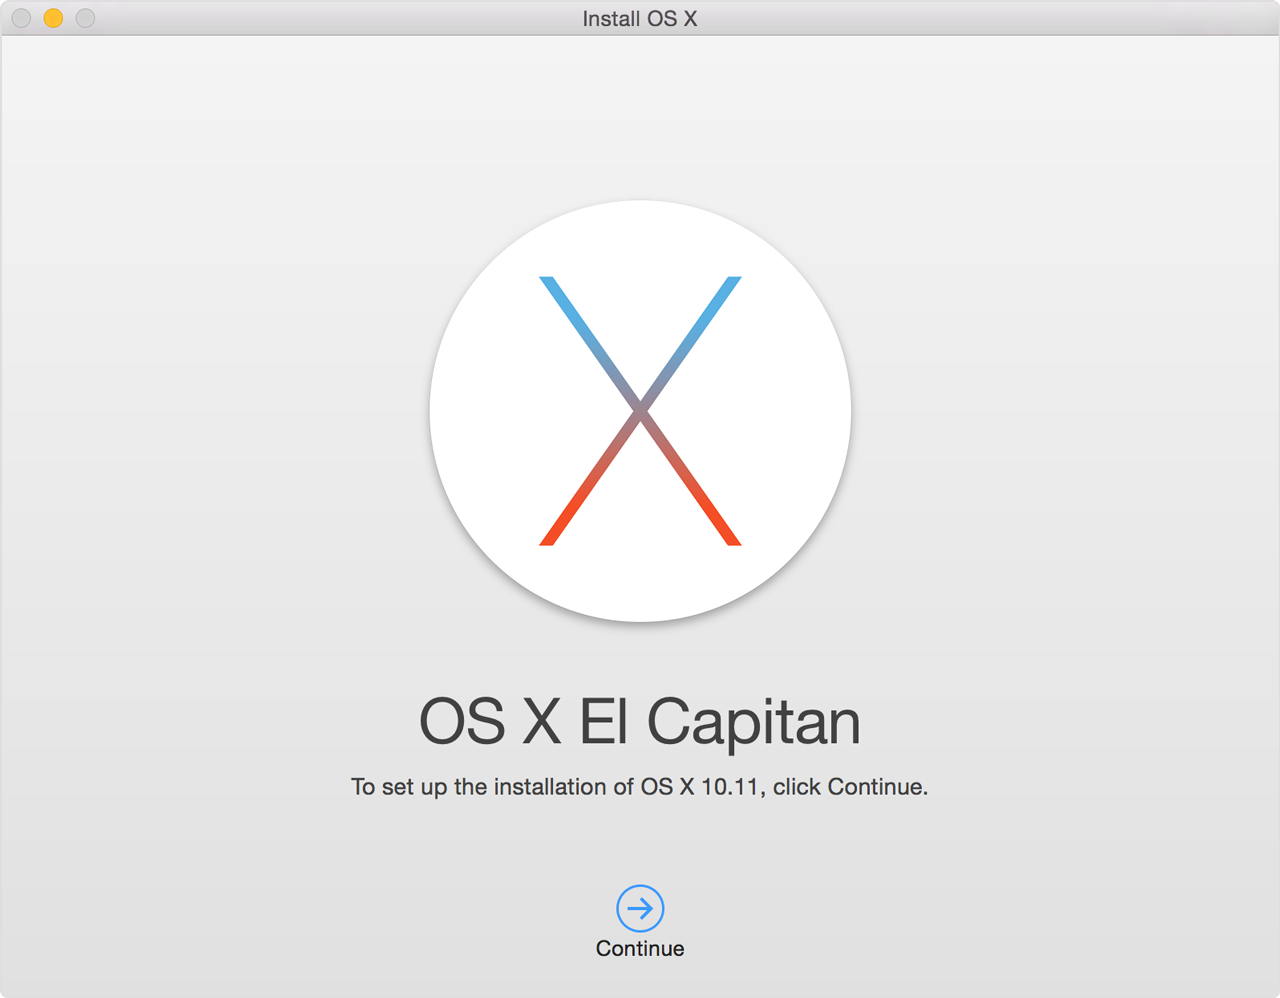 Install OS X
OS X El Capitan
To set up the installation of OS X 10.11, click Continue.
Continue